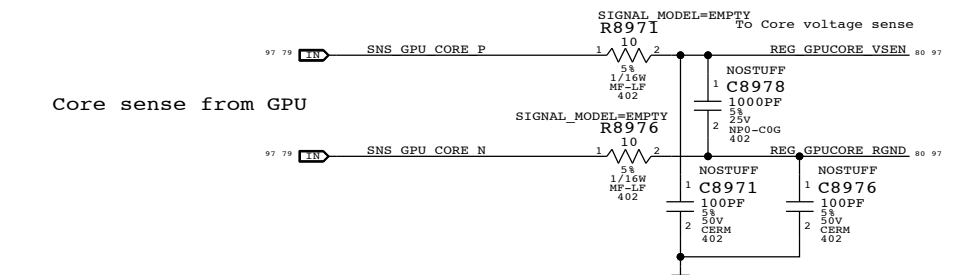 SIGNAL_MODEL=EMPTY
To Core voltage sense
R8971
97 79 IN SNS_GPU_CORE_P 1 10 2 REG_GPUCORE_VSEN 80 97
5%
1/16W
MF-LF
402
NOSTUFF
1 C8978
1000PF
5%
25V
2 NP0-C0G
402
Core sense from GPU
SIGNAL_MODEL=EMPTY
R8976
97 79 IN SNS_GPU_CORE_N 1 10 2 REG_GPUCORE_RGND 80 97
5%
1/16W
MF-LF
402
NOSTUFF
1 C8971
100PF
5%
50V
2 CERM
402
NOSTUFF
1 C8976
100PF
5%
50V
2 CERM
402